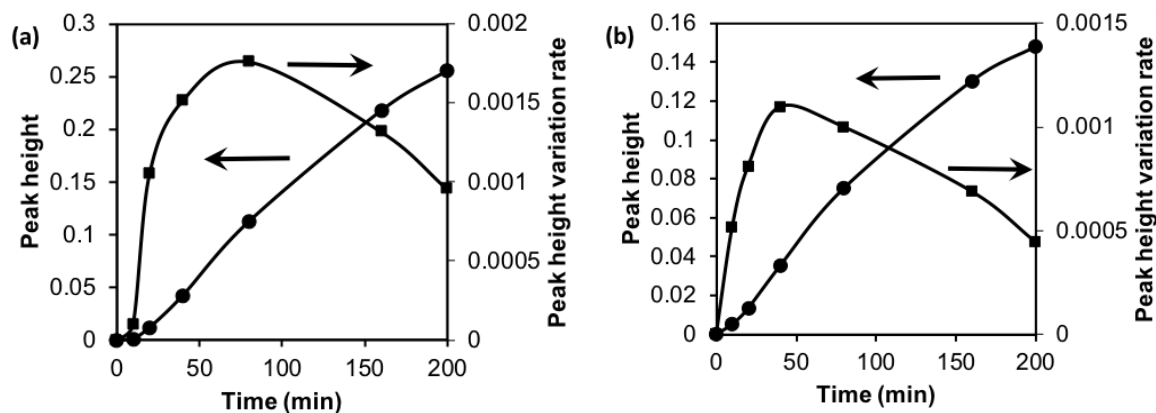 (a)
Peak height
0.3
0.25
0.2
0.15
0.1
0.05
0
0.002
0.0015
0.001
0.0005
0
Peak height variation rate
0 50 100 150 200
Time (min)
(b)
Peak height
0.16
0.14
0.12
0.1
0.08
0.06
0.04
0.02
0
0.0015
0.001
0.0005
0
Peak height variation rate
0 50 100 150 200
Time (min)